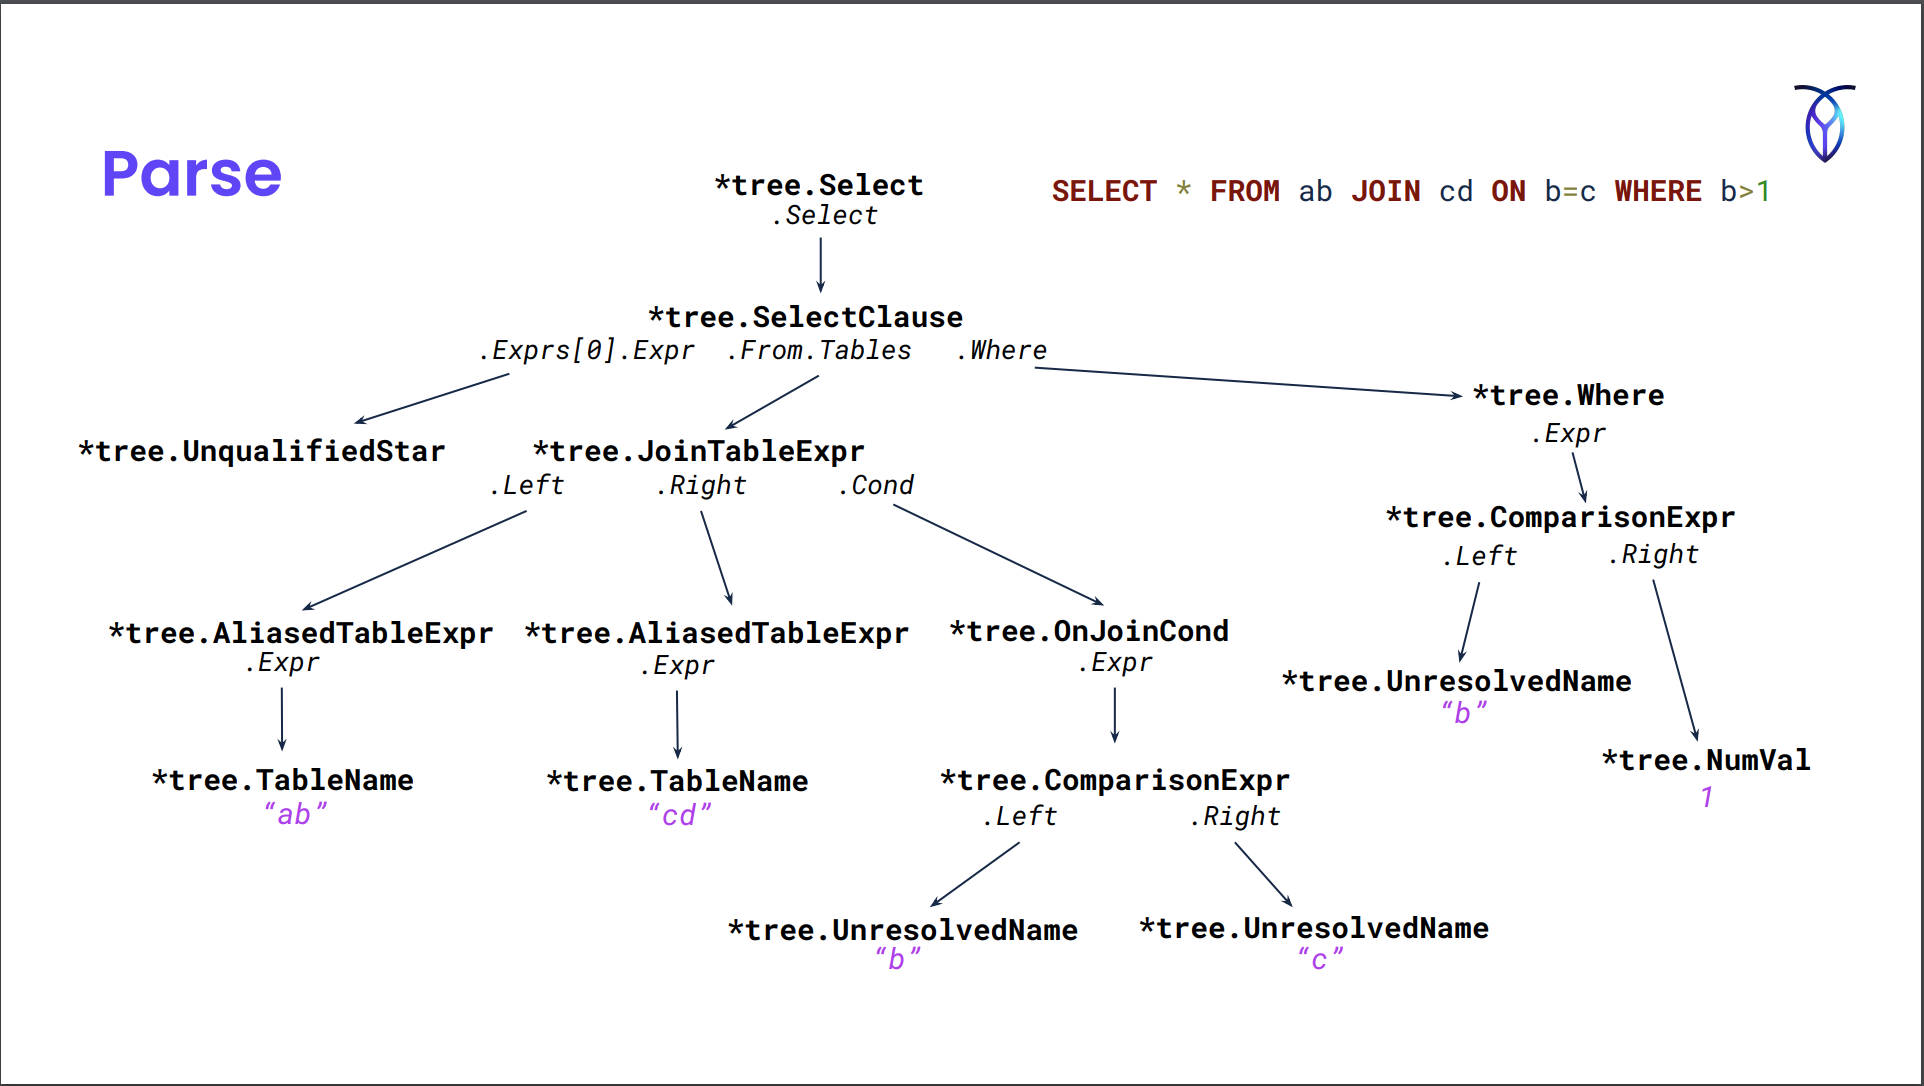 Parse
SELECT * FROM ab JOIN cd ON b=c WHERE b>1
*tree.Select
.Select
*tree.SelectClause
.Exprs[0].Expr .From.Tables .Where
*tree.Where
.Expr
*tree.UnqualifiedStar *tree.JoinTableExpr
.Left .Right .Cond
*tree.ComparisonExpr
.Left .Right
*tree.AliasedTableExpr *tree.AliasedTableExpr *tree.OnJoinCond
.Expr .Expr .Expr
*tree.UnresolvedName
“b”
*tree.NumVal
1
*tree.TableName *tree.TableName *tree.ComparisonExpr
“ab” “cd” .Left .Right
*tree.UnresolvedName *tree.UnresolvedName
“b” “c”